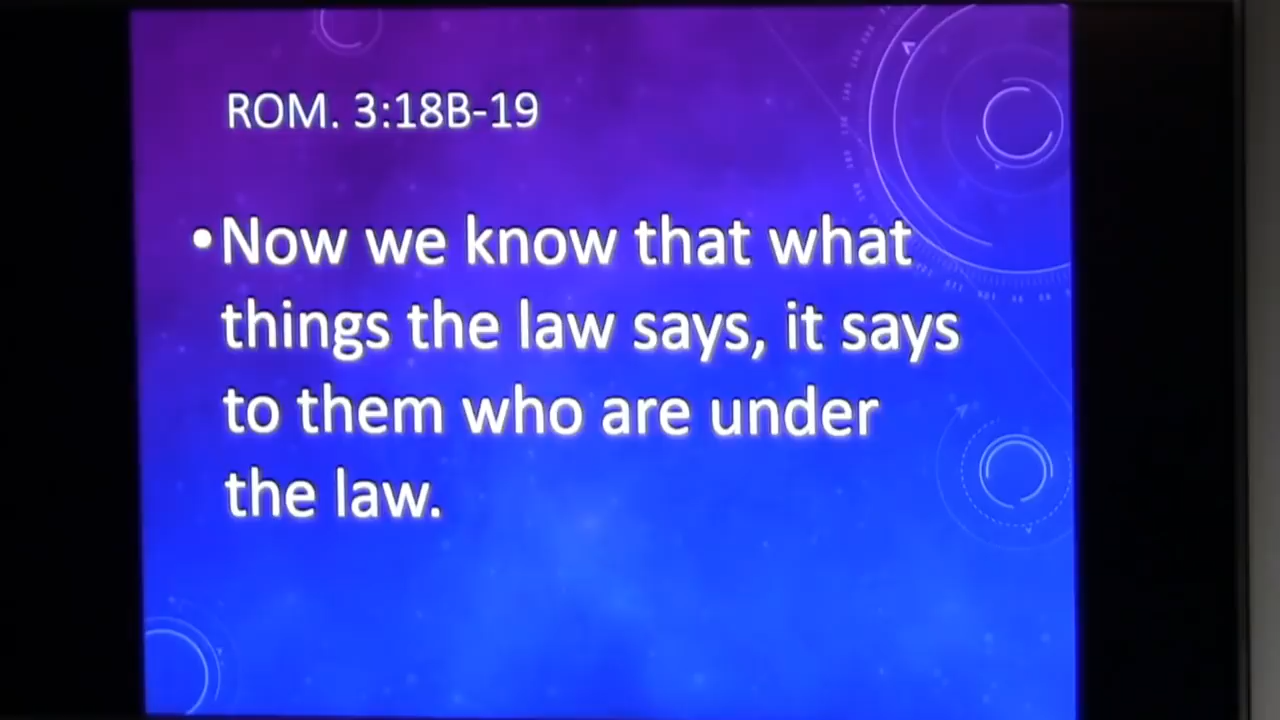 ROM. 3:18B-19
•Now we know that what
things the law says, it says
to them who are under
the law.